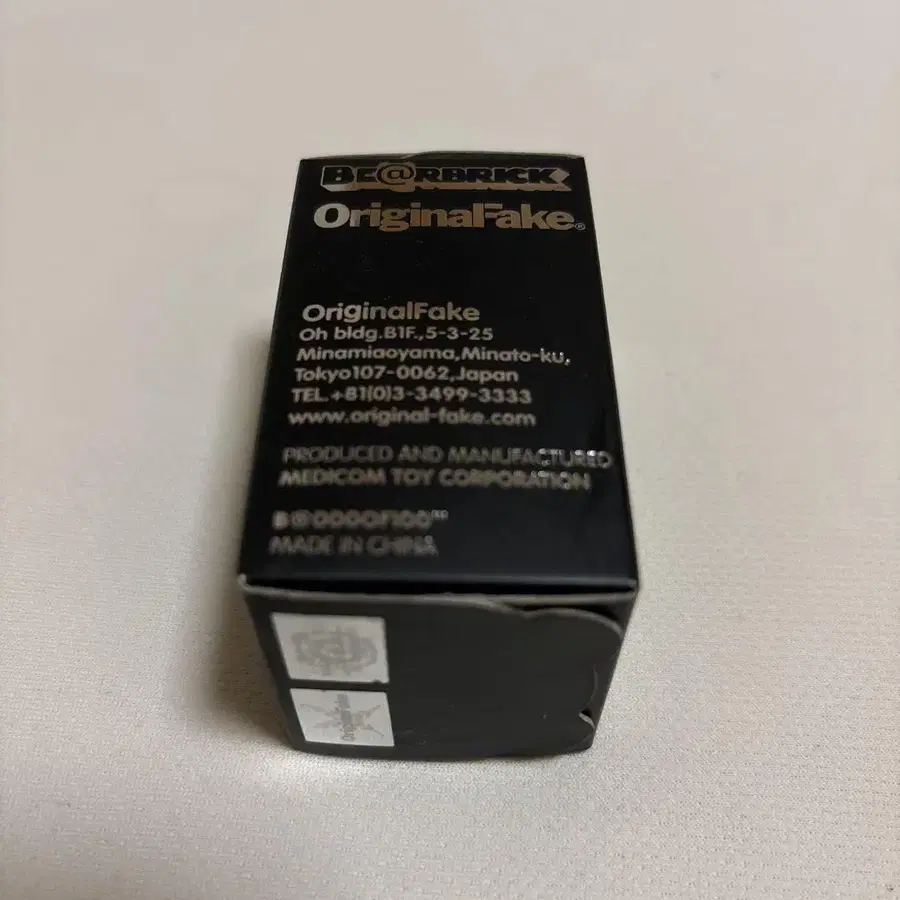 BE@RBRICK
OriginalFake®
OriginalFake
Oh bldg.B1F.,5-3-25
Minamiaoyama,Minato-ku,
Tokyo107-0062,Japan
TEL.+81(0)3-3499-3333
www.original-fake.com
PRODUCED AND MANUFACTURED
MEDICOM TOY CORPORATION
MADE IN CHINA
OriginalFake